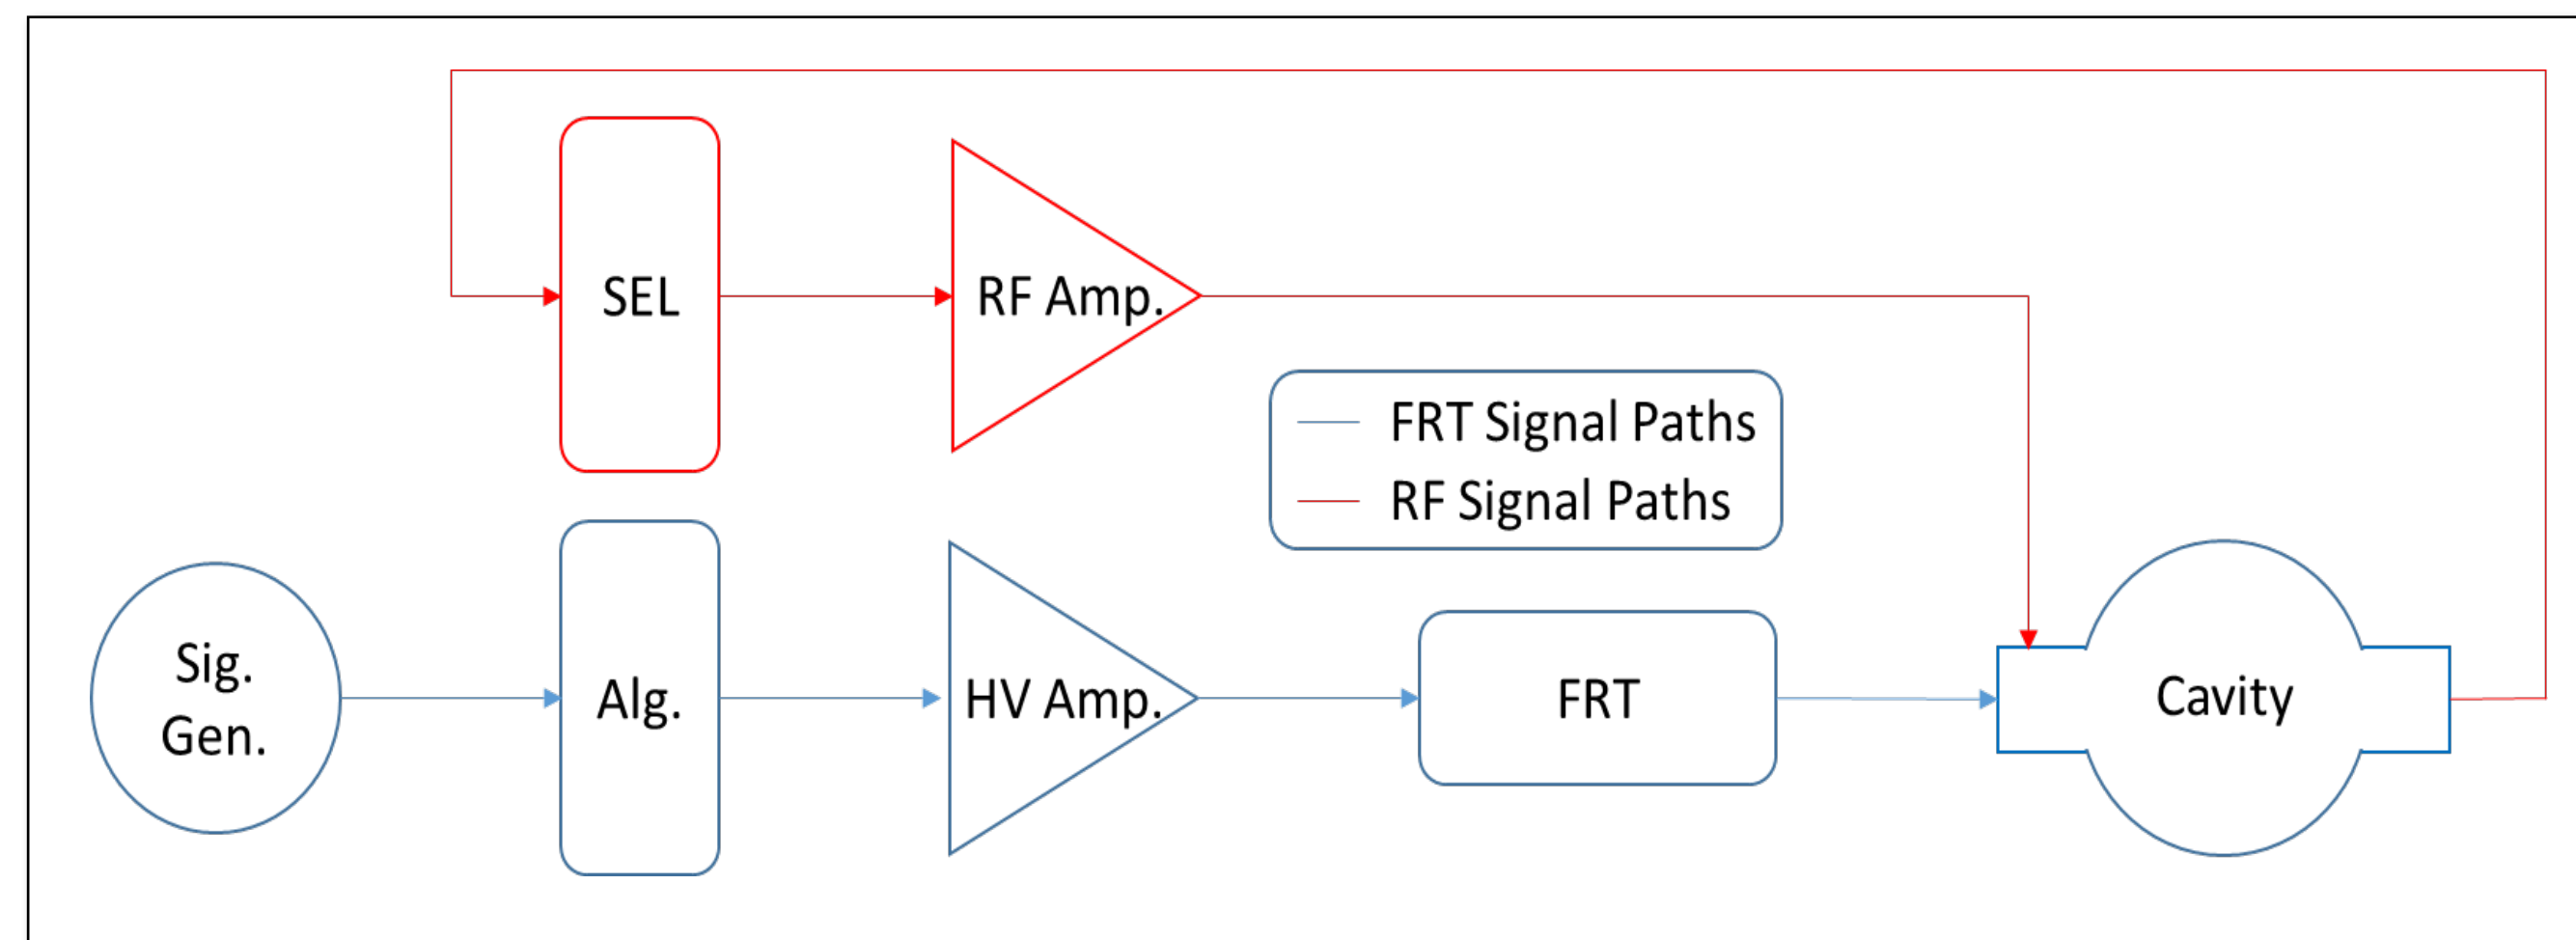 SEL
RF Amp.
FRT Signal Paths
RF Signal Paths
Sig.
Gen.
Alg.
HV Amp.
FRT
Cavity